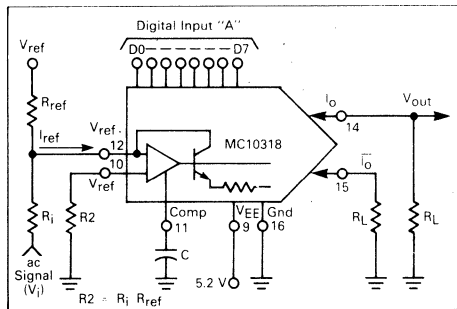 Digital Input "A"
D0 D7
Vref
Rref
Iref
Vref
12
10
Vref
MC10318
Io
14
Vout
Io
15
Ri
R2
Comp
11
VEE
9
Gnd
16
RL
RL
C
ac
Signal
(Vi)
5.2 V
R2 = Ri Rref